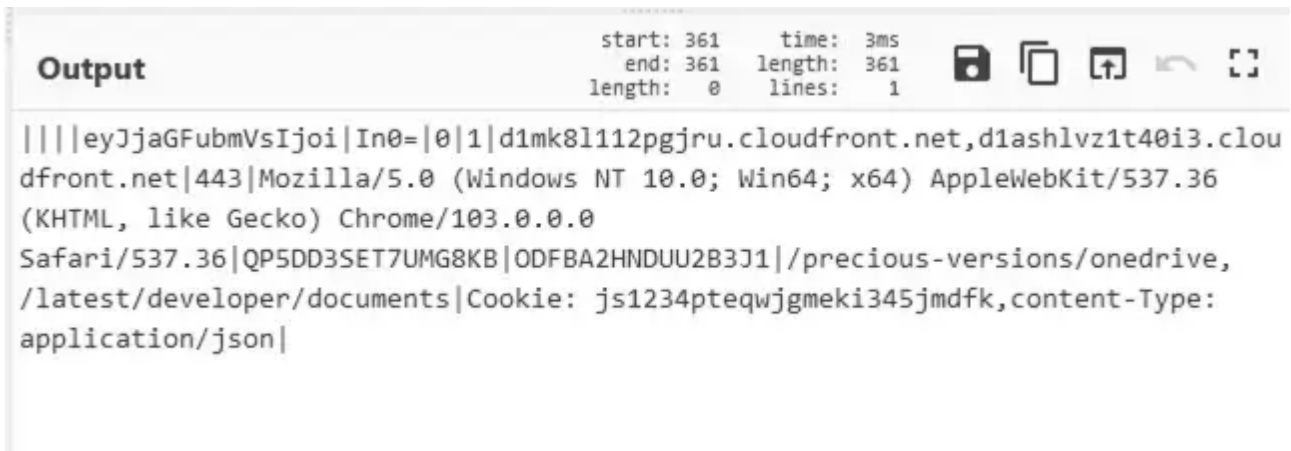 Output
start: 361
end: 361
length: 0
time: 3ms
length: 361
lines: 1
||||eyJjaGFubmVsIjoi|In0=|0|1|d1mk8l112pgjru.cloudfront.net,d1ashlvz1t40i3.clou
dfront.net|443|Mozilla/5.0 (Windows NT 10.0; Win64; x64) AppleWebKit/537.36
(KHTML, like Gecko) Chrome/103.0.0.0
Safari/537.36|QP5DD3SET7UMG8KB|ODFBA2HNDUU2B3J1|/precious-versions/onedrive,
/latest/developer/documents|Cookie: js1234pteqwjgmeki345jmdfk,content-Type:
application/json|